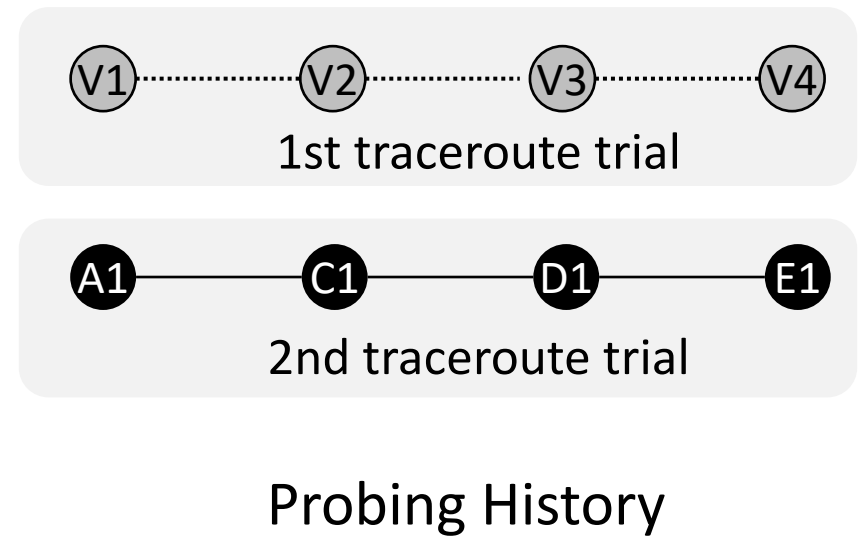 V1 V2 V3 V4
1st traceroute trial
A1 C1 D1 E1
2nd traceroute trial
Probing History